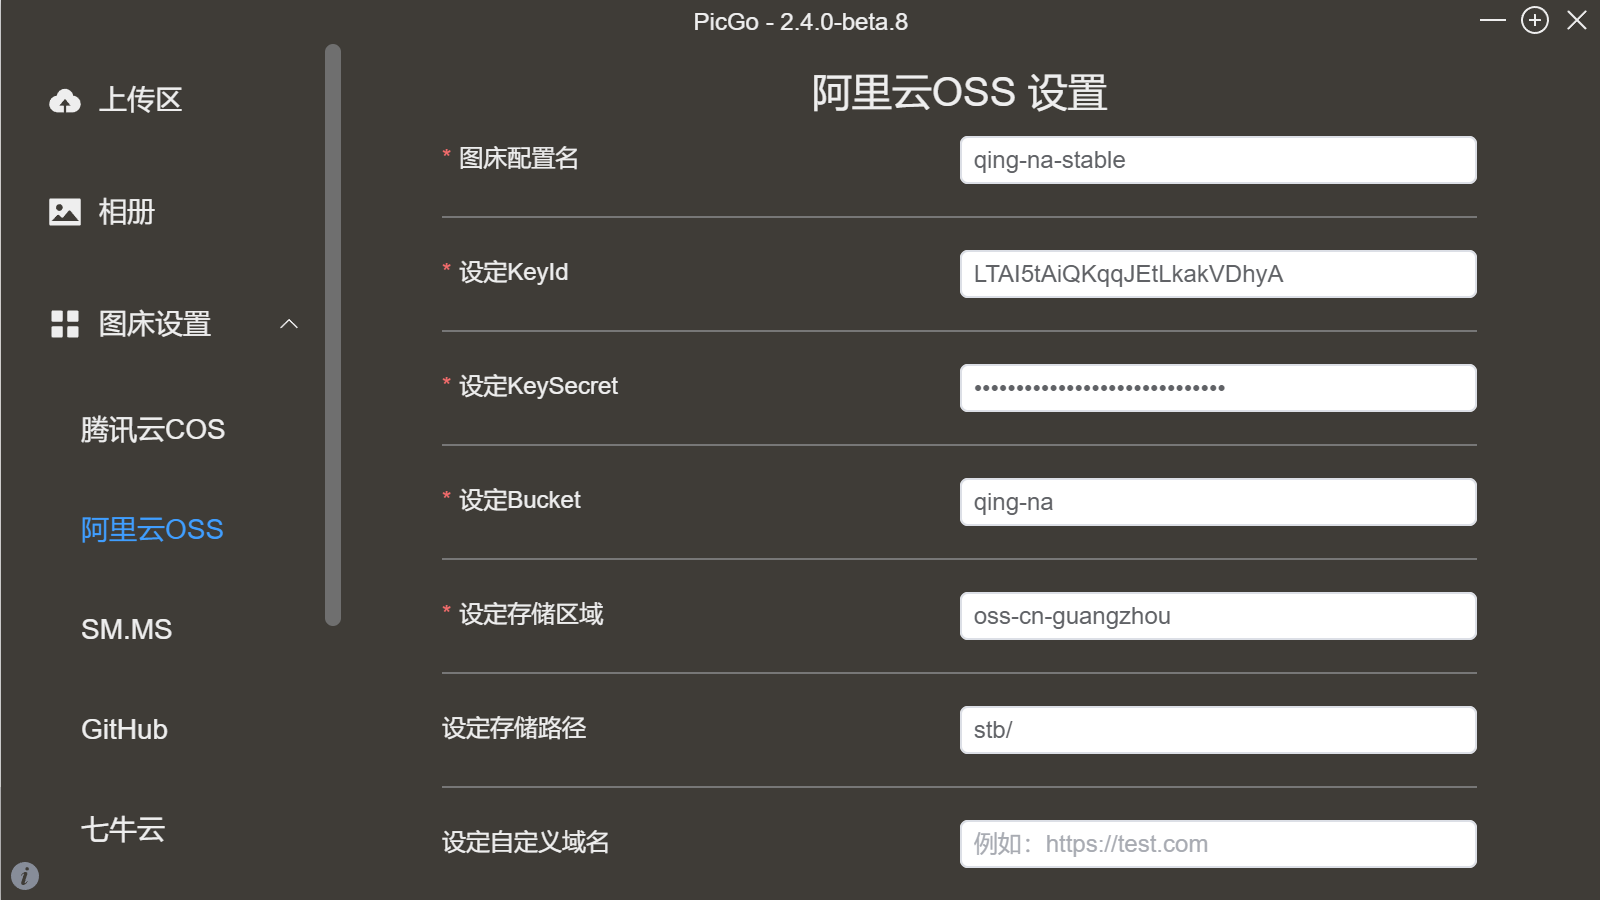 PicGo - 2.4.0-beta.8
上传区
相册
图床设置
腾讯云COS
阿里云OSS
SM.MS
GitHub
七牛云
阿里云OSS 设置
* 图床配置名
qing-na-stable
* 设定KeyId
LTAI5tAiQKqqJEtLkakVDhyA
* 设定KeySecret
••••••••••••••••••••••••••••••
* 设定Bucket
qing-na
* 设定存储区域
oss-cn-guangzhou
设定存储路径
stb/
设定自定义域名
例如：https://test.com